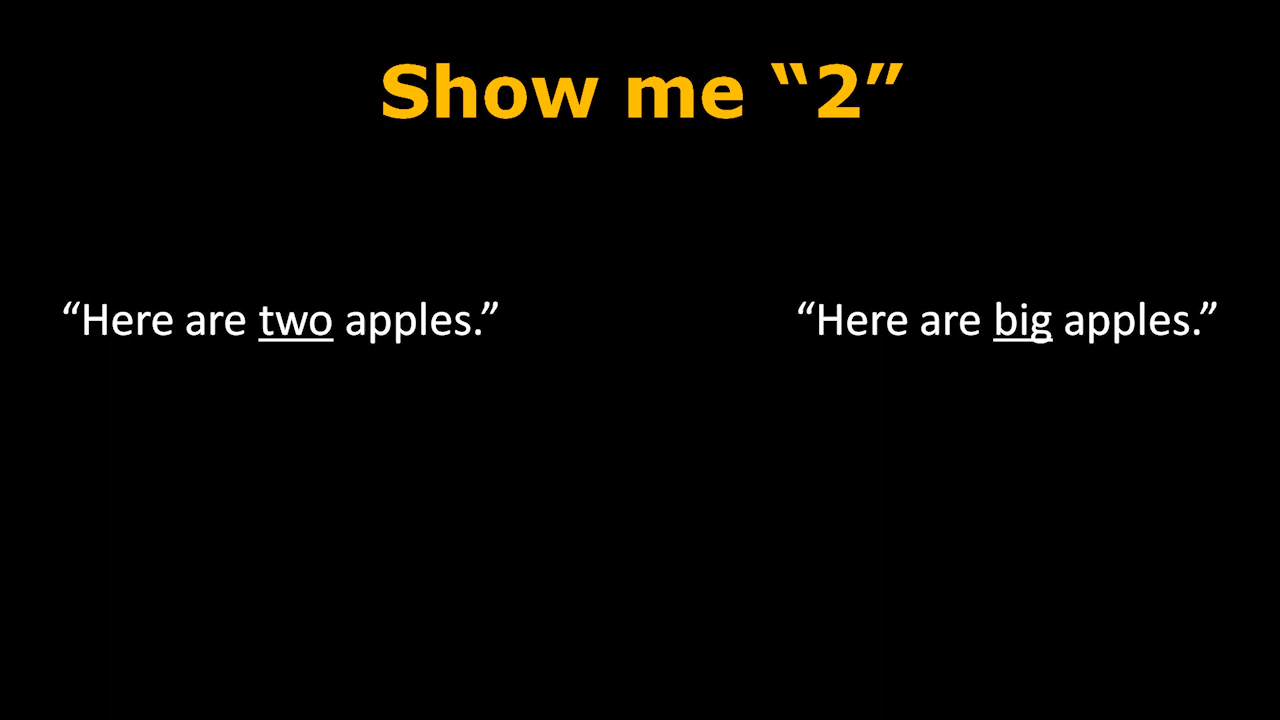 Show me “2”
“Here are two apples.”
“Here are big apples.”